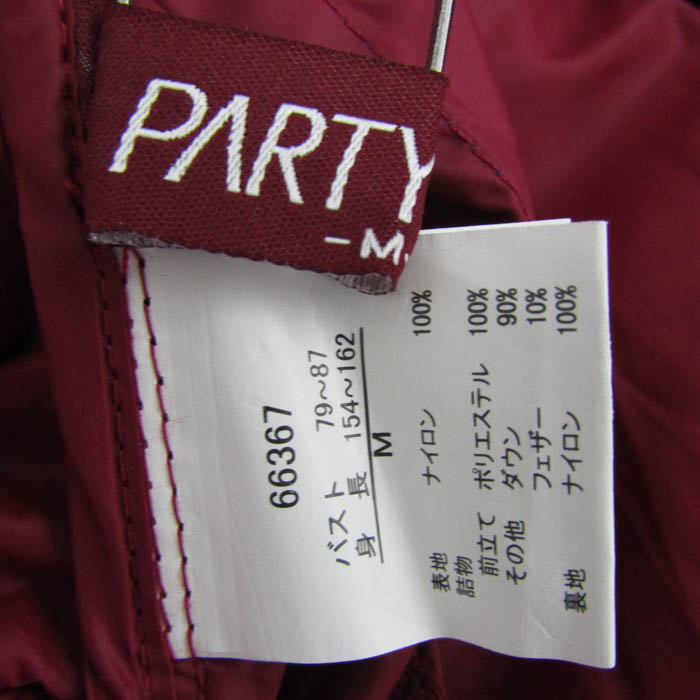 PARTY
-M.
66367
バスト 79~87
身 長 154~162
M
表地 ナイロン 100%
詰物
前立て ポリエステル 100%
その他 ダウン 90%
フェザー 10%
裏地 ナイロン 100%